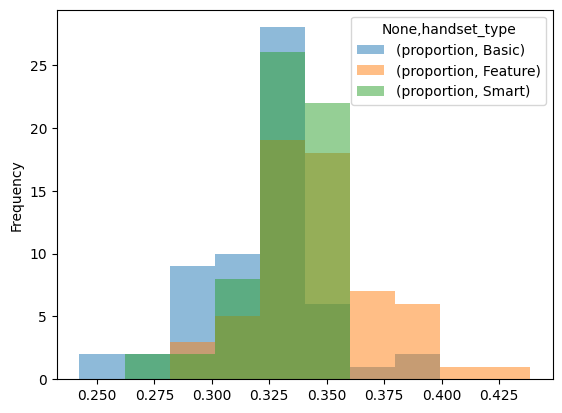 None,handset_type
(proportion, Basic)
(proportion, Feature)
(proportion, Smart)
Frequency
25
20
15
10
5
0
0.250 0.275 0.300 0.325 0.350 0.375 0.400 0.425